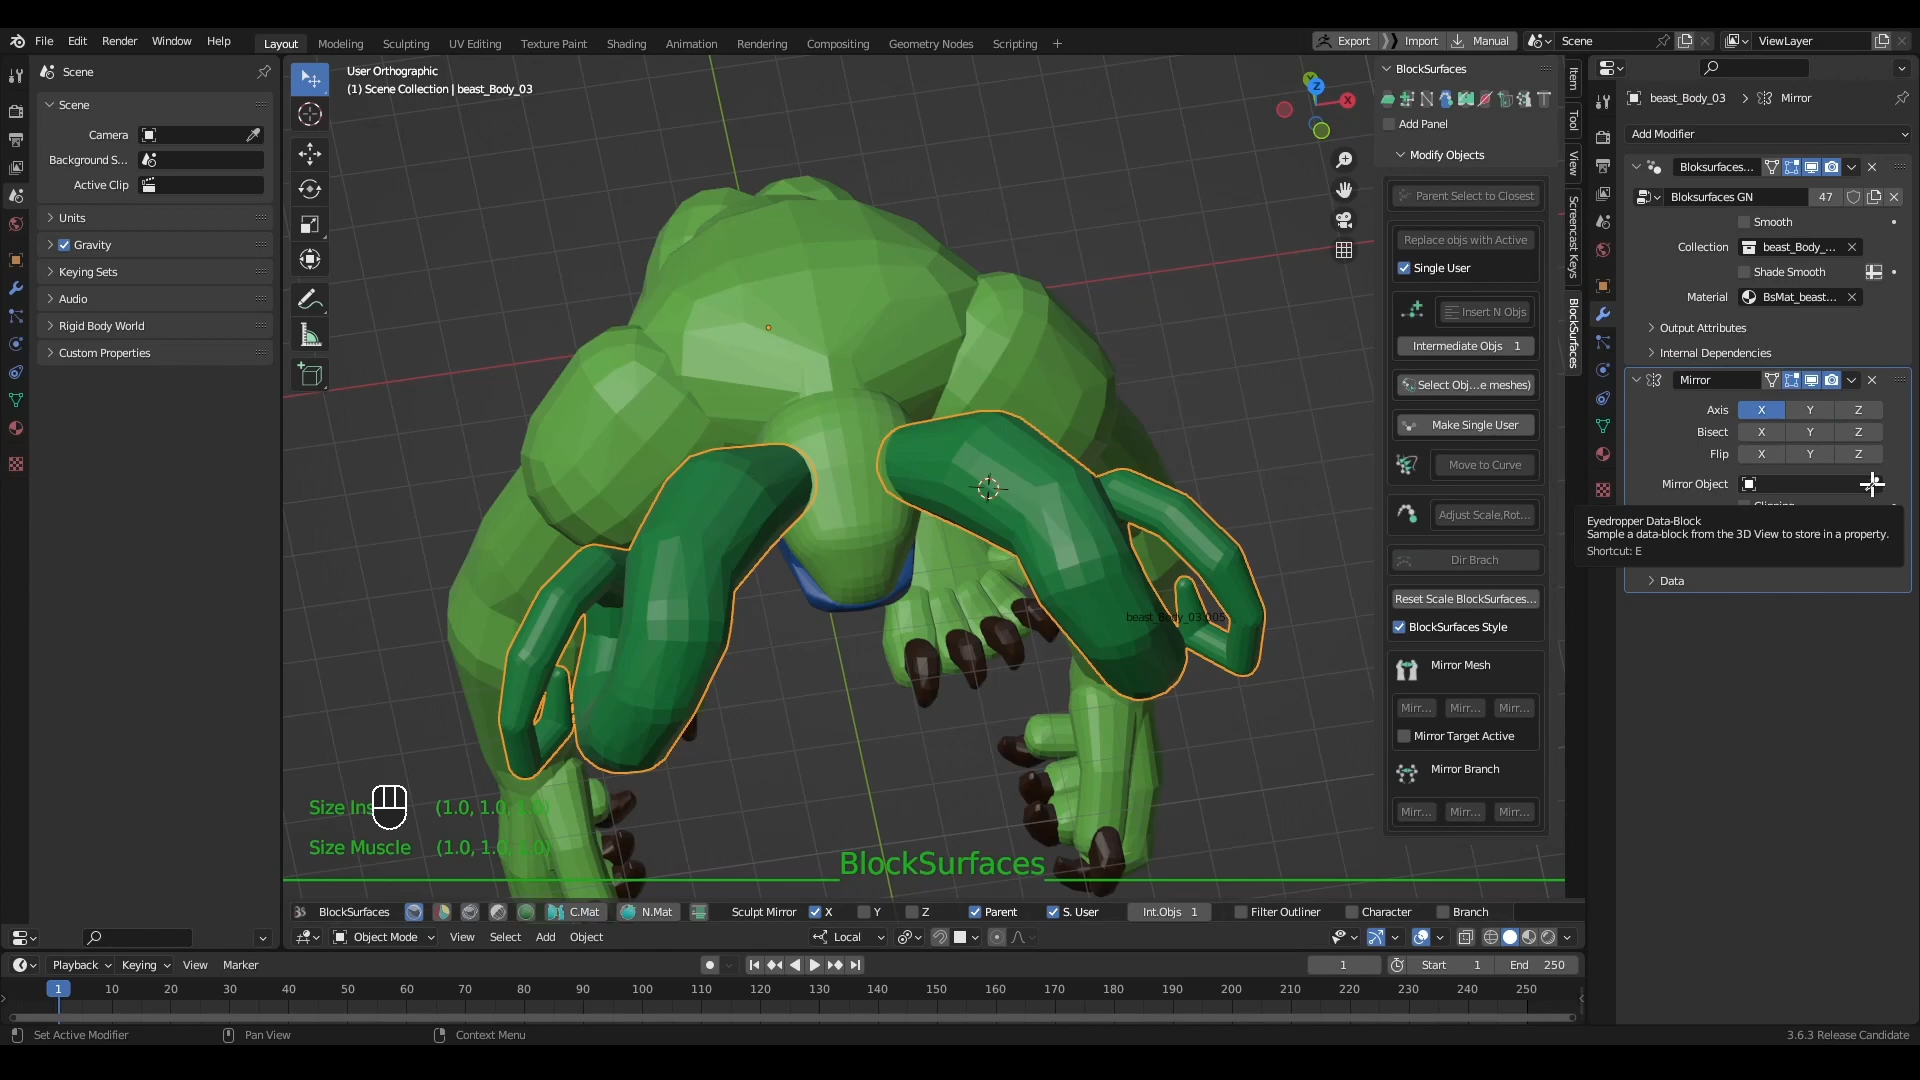 File Edit Render Window Help
Layout Modeling Sculpting UV Editing Texture Paint Shading Animation Rendering Compositing Geometry Nodes Scripting +
Export Import Manual Scene ViewLayer
Scene
Scene
Camera
Background S...
Active Clip
Units
Gravity
Keying Sets
Audio
Rigid Body World
Custom Properties
User Orthographic
(1) Scene Collection | beast_Body_03
Z
X
BlockSurfaces
Add Panel
Modify Objects
Parent Select to Closest
Replace objs with Active
Single User
Insert N Objs
Intermediate Objs 1
Select Obj...e meshes)
Make Single User
Move to Curve
Adjust Scale,Rot...
Dir Brach
Reset Scale BlockSurfaces...
BlockSurfaces Style
Mirror Mesh
Mirr... Mirr... Mirr...
Mirror Target Active
Mirror Branch
Mirr... Mirr... Mirr...
Item
Tool
View
Screencast Keys
BlockSurfaces
beast_Body_03 > Mirror
Add Modifier
Bloksurfaces...
Bloksurfaces GN 47
Smooth
Collection beast_Body_...
Shade Smooth
Material BsMat_beast...
Output Attributes
Internal Dependencies
Mirror
Axis X Y Z
Bisect X Y Z
Flip X Y Z
Mirror Object
Eyedropper Data-Block
Sample a data-block from the 3D View to store in a property.
Shortcut: E
Data
beast_Body_03.005
Size Ins (1.0, 1.0, 1.0)
Size Muscle (1.0, 1.0, 1.0)
BlockSurfaces
BlockSurfaces C.Mat N.Mat Sculpt Mirror X Y Z Parent S. User Int.Objs 1 Filter Outliner Character Branch
Object Mode View Select Add Object Local
Playback Keying View Marker 1 Start 1 End 250
1 10 20 30 40 50 60 70 80 90 100 110 120 130 140 150 160 170 180 190 200 210 220 230 240 250
Set Active Modifier Pan View Context Menu 3.6.3 Release Candidate